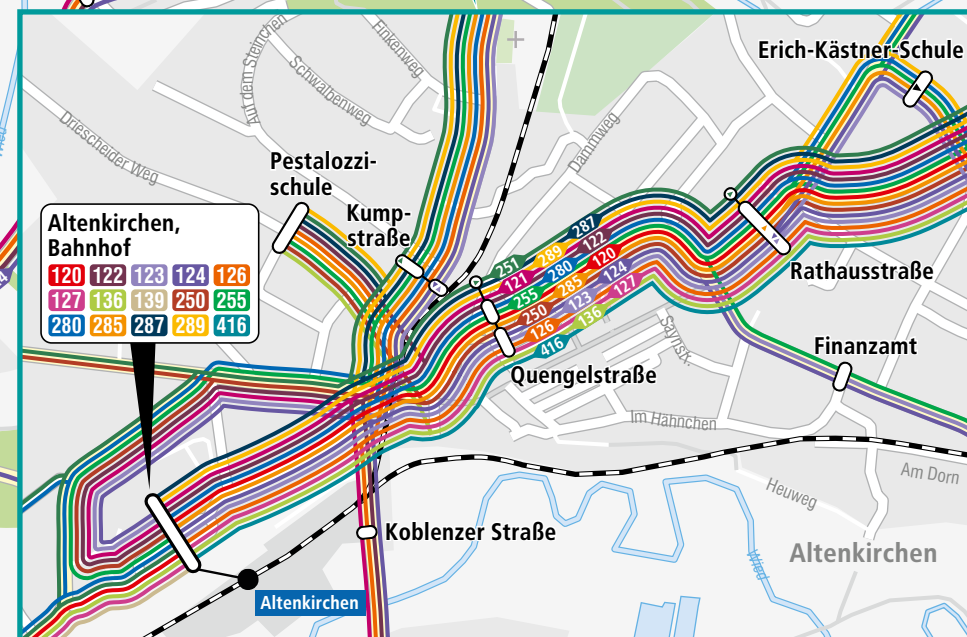 Erich-Kästner-Schule
Finkenweg
Auf dem Steinchen
Schwalbenweg
Driescheider Weg
Dammweg
Pestalozzi-
schule
Kump-
straße
Altenkirchen,
Bahnhof
120 122 123 124 126
127 136 139 250 255
280 285 287 289 416
251 289 287
121 280 122
255 285 120
250 123 124
126 136 127
416
Rathausstraße
Quengelstraße
Saynstr.
Finanzamt
Im Hähnchen
Am Dorn
Heuweg
Koblenzer Straße
Wied
Altenkirchen
Altenkirchen